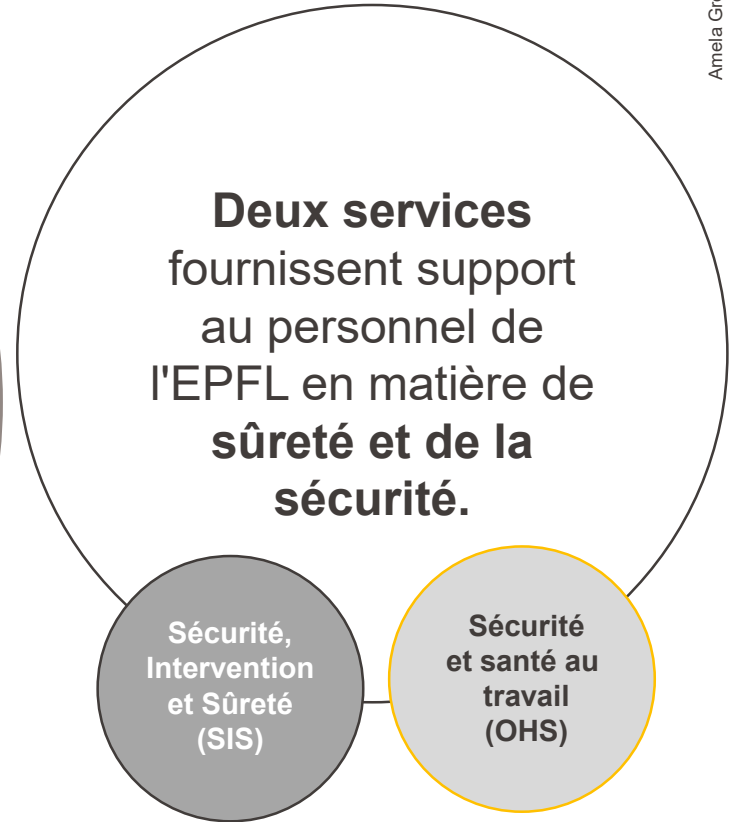 Amela
Deux services
fournissent support
au personnel de
l'EPFL en matière de
sûreté et de la
sécurité.
Sécurité,
Intervention
et Sûreté
(SIS)
Sécurité
et santé au
travail
(OHS)